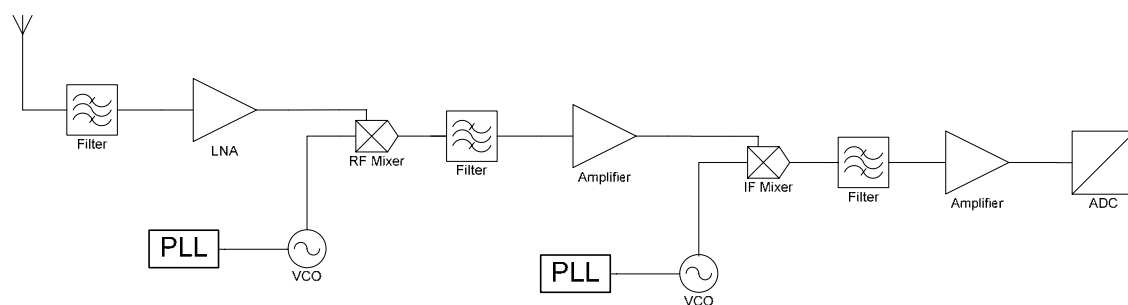 Filter
LNA
RF Mixer
Filter
Amplifier
IF Mixer
Filter
Amplifier
ADC
PLL
VCO
PLL
VCO